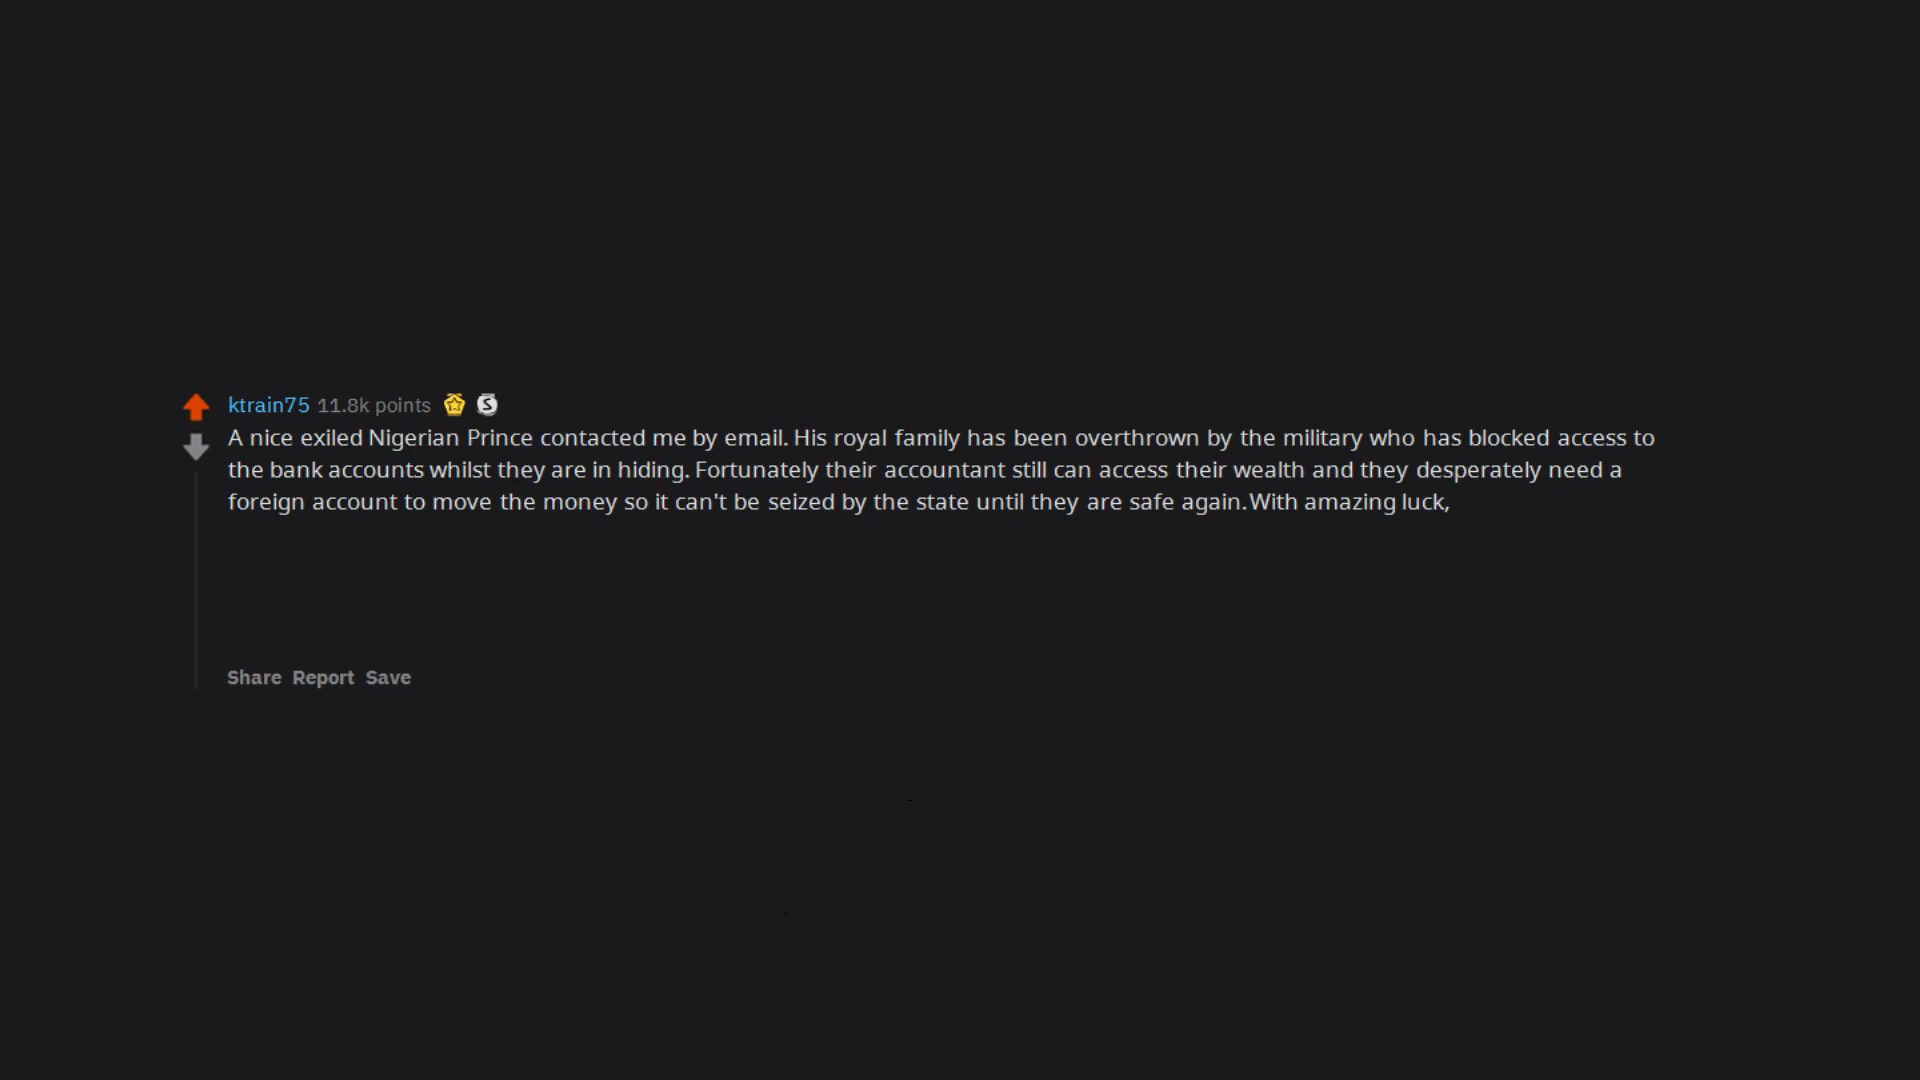 ktrain75 11.8k points
A nice exiled Nigerian Prince contacted me by email. His royal family has been overthrown by the military who has blocked access to
the bank accounts whilst they are in hiding. Fortunately their accountant still can access their wealth and they desperately need a
foreign account to move the money so it can't be seized by the state until they are safe again.With amazing luck,
Share Report Save